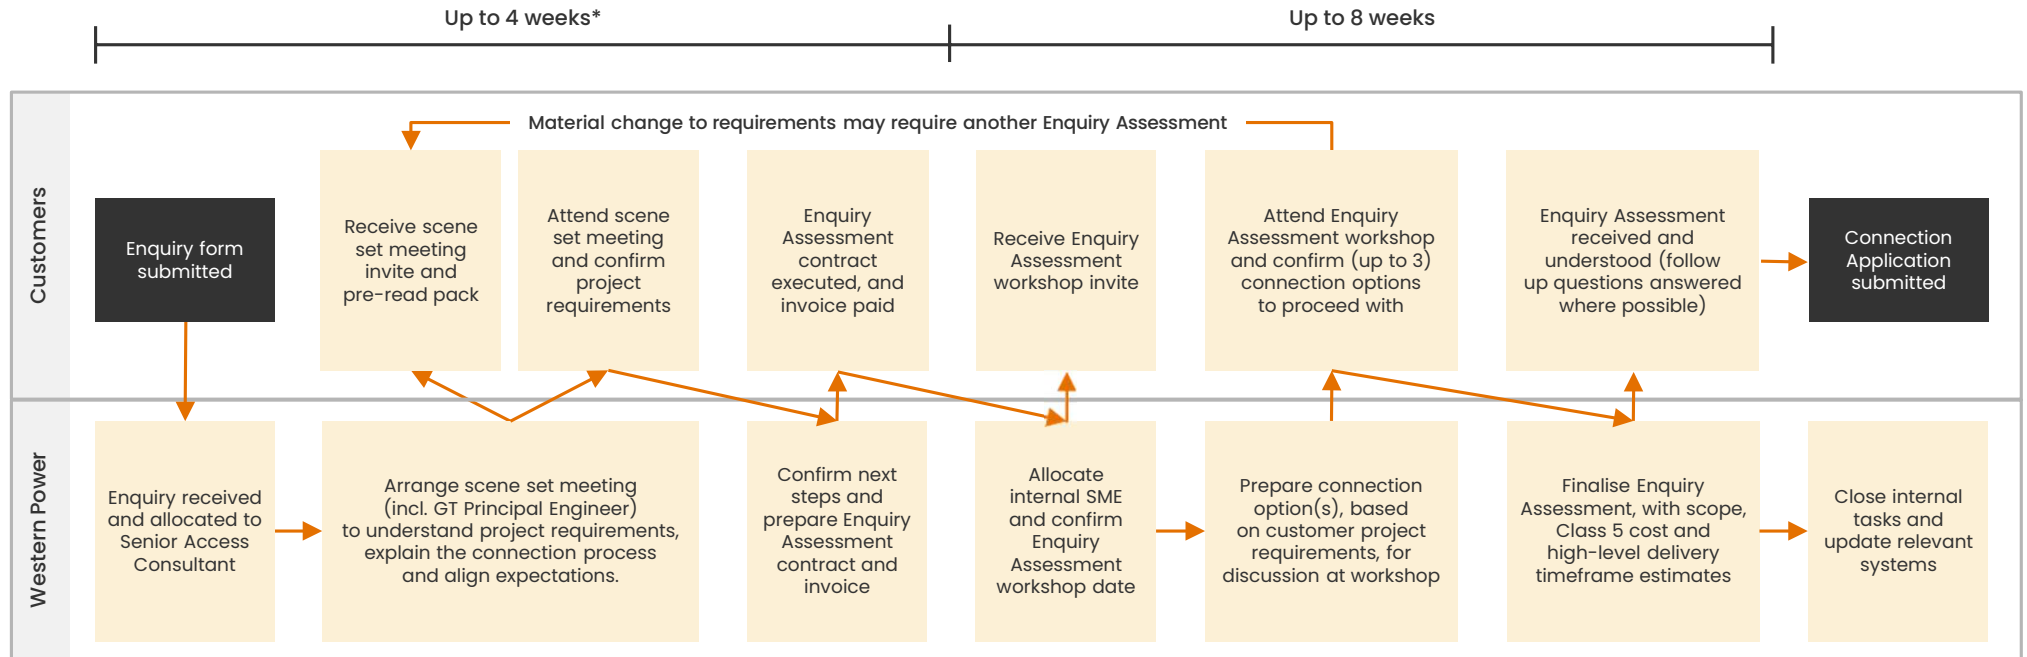 Up to 4 weeks*
Up to 8 weeks
Customers
Material change to requirements may require another Enquiry Assessment
Enquiry form
submitted
Receive scene
set meeting
invite and
pre-read pack
Attend scene
set meeting
and confirm
project
requirements
Enquiry
Assessment
contract
executed, and
invoice paid
Receive Enquiry
Assessment
workshop invite
Attend Enquiry
Assessment workshop
and confirm (up to 3)
connection options
to proceed with
Enquiry Assessment
received and
understood (follow
up questions answered
where possible)
Connection
Application
submitted
Western Power
Enquiry received
and allocated to
Senior Access
Consultant
Arrange scene set meeting
(incl. GT Principal Engineer)
to understand project requirements,
explain the connection process
and align expectations.
Confirm next
steps and
prepare Enquiry
Assessment
contract and
invoice
Allocate
internal SME
and confirm
Enquiry
Assessment
workshop date
Prepare connection
option(s), based
on customer project
requirements, for
discussion at workshop
Finalise Enquiry
Assessment, with scope,
Class 5 cost and
high-level delivery
timeframe estimates
Close internal
tasks and
update relevant
systems